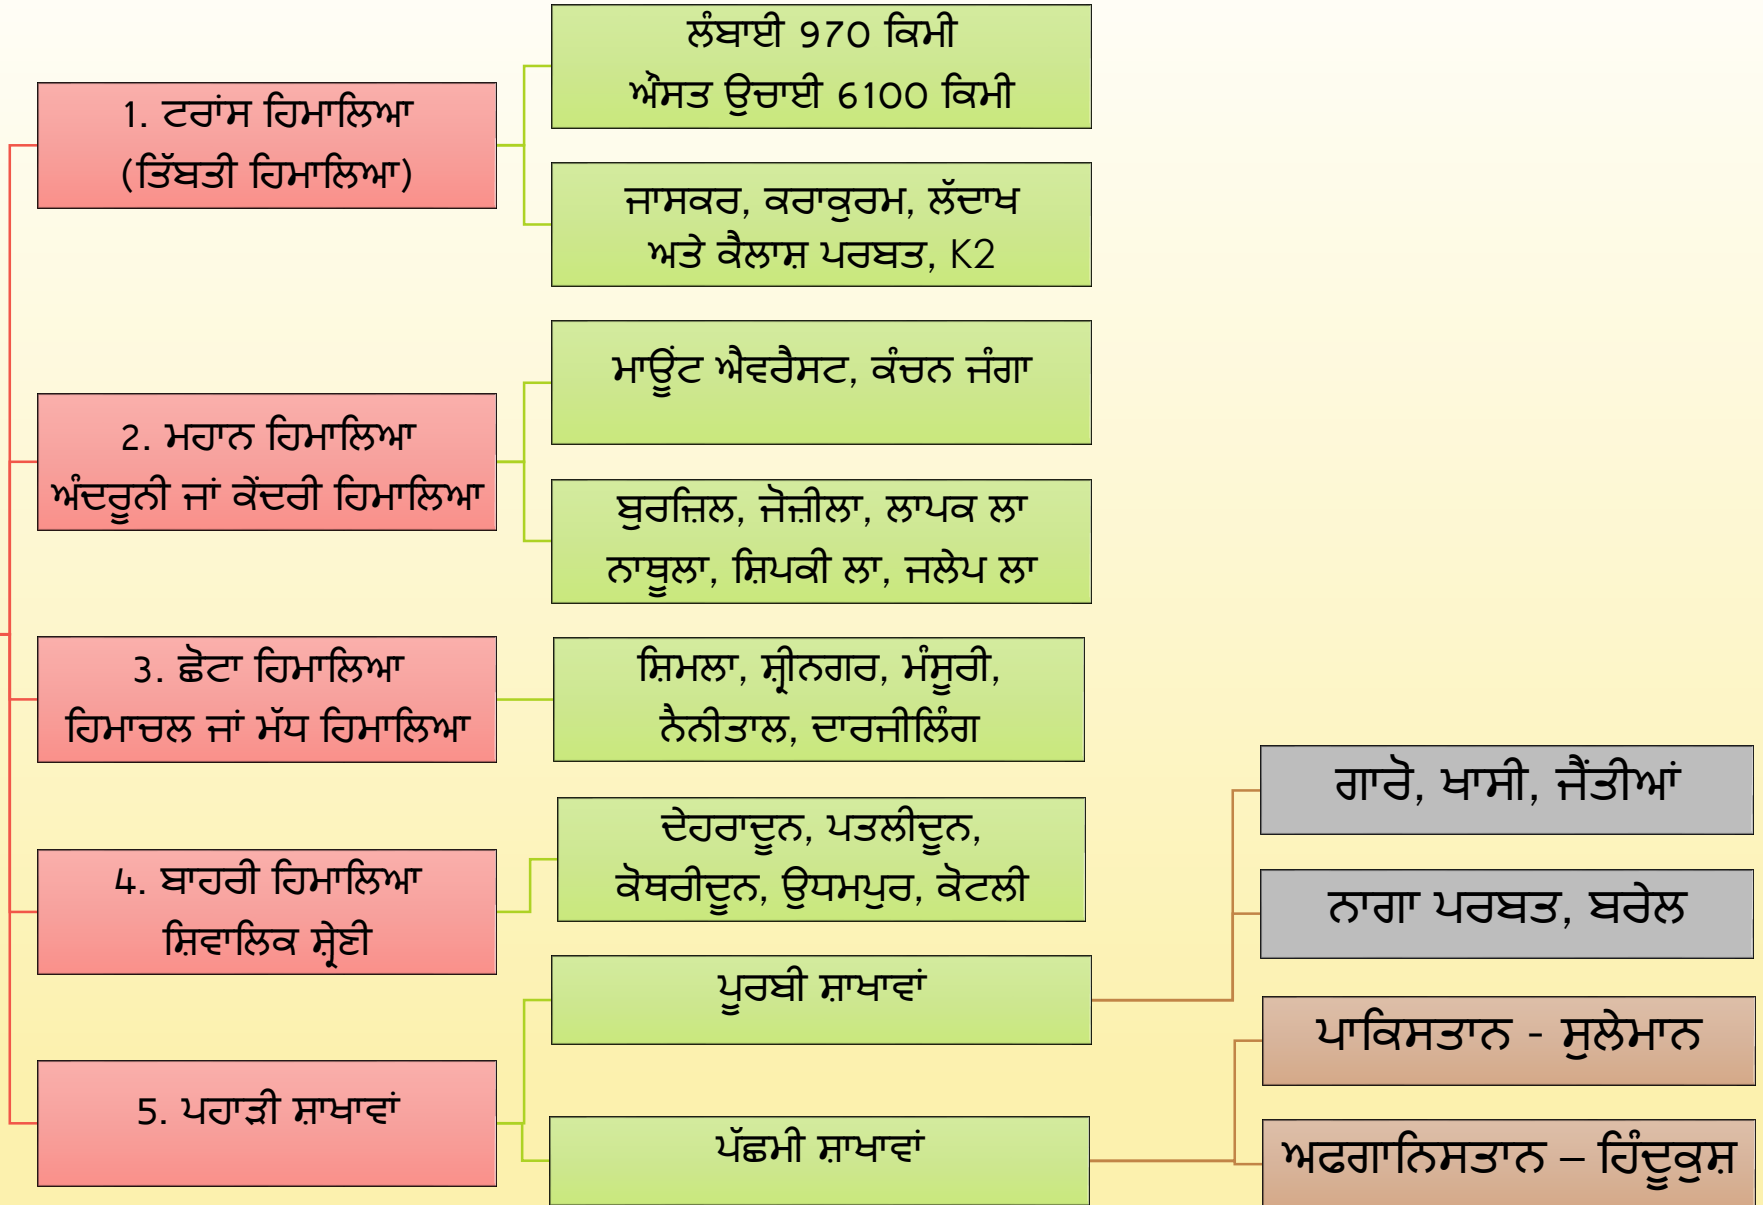 1. ਟਰਾਂਸ ਹਿਮਾਲਿਆ
(ਤਿੱਬਤੀ ਹਿਮਾਲਿਆ)
ਲੰਬਾਈ 970 ਕਿਮੀ
ਔਸਤ ਉਚਾਈ 6100 ਕਿਮੀ
ਜਾਸਕਰ, ਕਰਾਕੁਰਮ, ਲੱਦਾਖ
ਅਤੇ ਕੈਲਾਸ਼ ਪਰਬਤ, K2
2. ਮਹਾਨ ਹਿਮਾਲਿਆ
ਅੰਦਰੂਨੀ ਜਾਂ ਕੇਂਦਰੀ ਹਿਮਾਲਿਆ
ਮਾਊਂਟ ਐਵਰੈਸਟ, ਕੰਚਨ ਜੰਗਾ
ਬੁਰਜ਼ਿਲ, ਜੋਜ਼ੀਲਾ, ਲਾਪਕ ਲਾ
ਨਾਥੂਲਾ, ਸ਼ਿਪਕੀ ਲਾ, ਜਲੇਪ ਲਾ
3. ਛੋਟਾ ਹਿਮਾਲਿਆ
ਹਿਮਾਚਲ ਜਾਂ ਮੱਧ ਹਿਮਾਲਿਆ
ਸ਼ਿਮਲਾ, ਸ਼੍ਰੀਨਗਰ, ਮੰਸੂਰੀ,
ਨੈਨੀਤਾਲ, ਦਾਰਜੀਲਿੰਗ
4. ਬਾਹਰੀ ਹਿਮਾਲਿਆ
ਸ਼ਿਵਾਲਿਕ ਸ਼੍ਰੇਣੀ
ਦੇਹਰਾਦੂਨ, ਪਤਲੀਦੂਨ,
ਕੋਥਰੀਦੂਨ, ਉਧਮਪੁਰ, ਕੋਟਲੀ
5. ਪਹਾੜੀ ਸ਼ਾਖਾਵਾਂ
ਪੂਰਬੀ ਸ਼ਾਖਾਵਾਂ
ਗਾਰੋ, ਖਾਸੀ, ਜੈਂਤੀਆਂ
ਨਾਗਾ ਪਰਬਤ, ਬਰੇਲ
ਪੱਛਮੀ ਸ਼ਾਖਾਵਾਂ
ਪਾਕਿਸਤਾਨ - ਸੁਲੇਮਾਨ
ਅਫਗਾਨਿਸਤਾਨ – ਹਿੰਦੂਕੁਸ਼